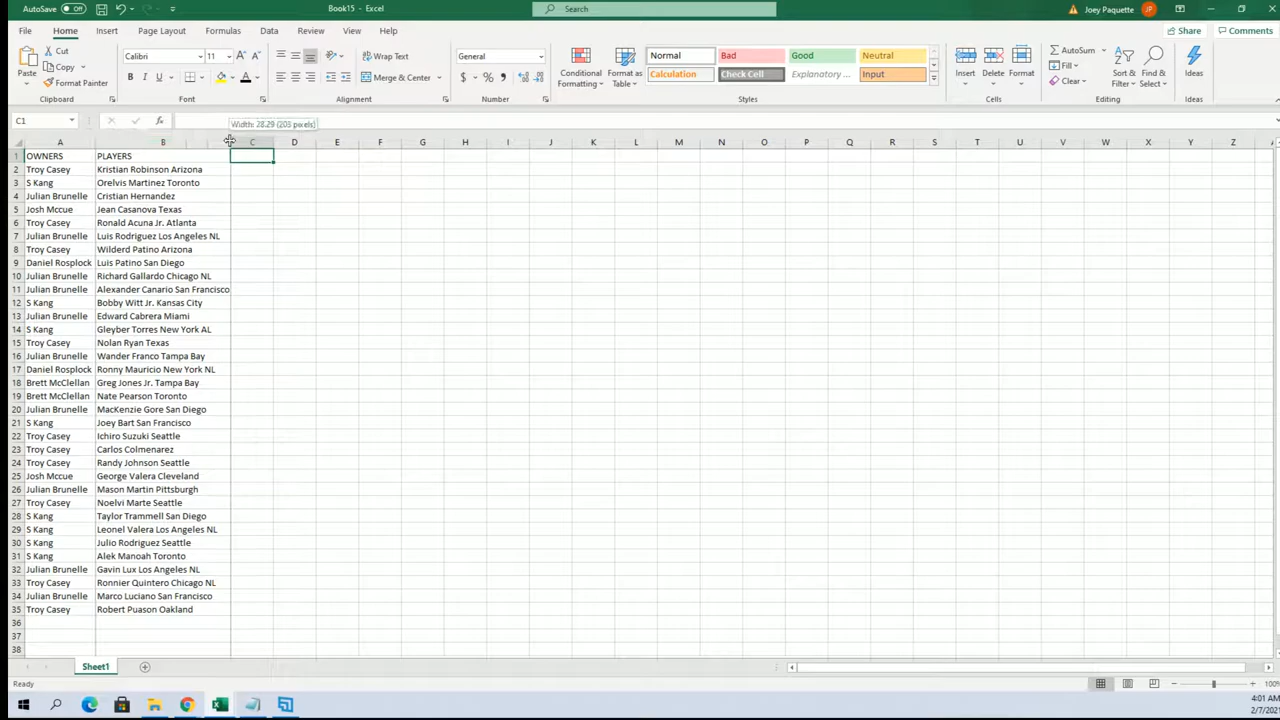 AutoSave Off Book15 - Excel Search Joey Paquette JP
File Home Insert Page Layout Formulas Data Review View Help Share Comments
Paste Cut Copy Format Painter Clipboard
Calibri 11 B I U A Font
Wrap Text Merge & Center Alignment
General $ % Number
Conditional Formatting Format as Table
Normal Bad Good Neutral
Calculation Check Cell Explanatory ... Input
Styles
Insert Delete Format Cells
AutoSum Fill Clear Sort & Filter Find & Select Editing
Ideas Ideas
C1 fx Width: 28.29 (203 pixels)
A B C D E F G H I J K L M N O P Q R S T U V W X Y Z
1 OWNERS PLAYERS
2 Troy Casey Kristian Robinson Arizona
3 S Kang Orelvis Martinez Toronto
4 Julian Brunelle Cristian Hernandez
5 Josh Mccue Jean Casanova Texas
6 Troy Casey Ronald Acuna Jr. Atlanta
7 Julian Brunelle Luis Rodriguez Los Angeles NL
8 Troy Casey Wilderd Patino Arizona
9 Daniel Rosplock Luis Patino San Diego
10 Julian Brunelle Richard Gallardo Chicago NL
11 Julian Brunelle Alexander Canario San Francisco
12 S Kang Bobby Witt Jr. Kansas City
13 Julian Brunelle Edward Cabrera Miami
14 S Kang Gleyber Torres New York AL
15 Troy Casey Nolan Ryan Texas
16 Julian Brunelle Wander Franco Tampa Bay
17 Daniel Rosplock Ronny Mauricio New York NL
18 Brett McClellan Greg Jones Jr. Tampa Bay
19 Brett McClellan Nate Pearson Toronto
20 Julian Brunelle MacKenzie Gore San Diego
21 S Kang Joey Bart San Francisco
22 Troy Casey Ichiro Suzuki Seattle
23 Troy Casey Carlos Colmenarez
24 Troy Casey Randy Johnson Seattle
25 Josh Mccue George Valera Cleveland
26 Julian Brunelle Mason Martin Pittsburgh
27 Troy Casey Noelvi Marte Seattle
28 S Kang Taylor Trammell San Diego
29 S Kang Leonel Valera Los Angeles NL
30 S Kang Julio Rodriguez Seattle
31 S Kang Alek Manoah Toronto
32 Julian Brunelle Gavin Lux Los Angeles NL
33 Troy Casey Ronnier Quintero Chicago NL
34 Julian Brunelle Marco Luciano San Francisco
35 Troy Casey Robert Puason Oakland
36
37
38
Sheet1
Ready 100%
4:01 AM
2/7/2021